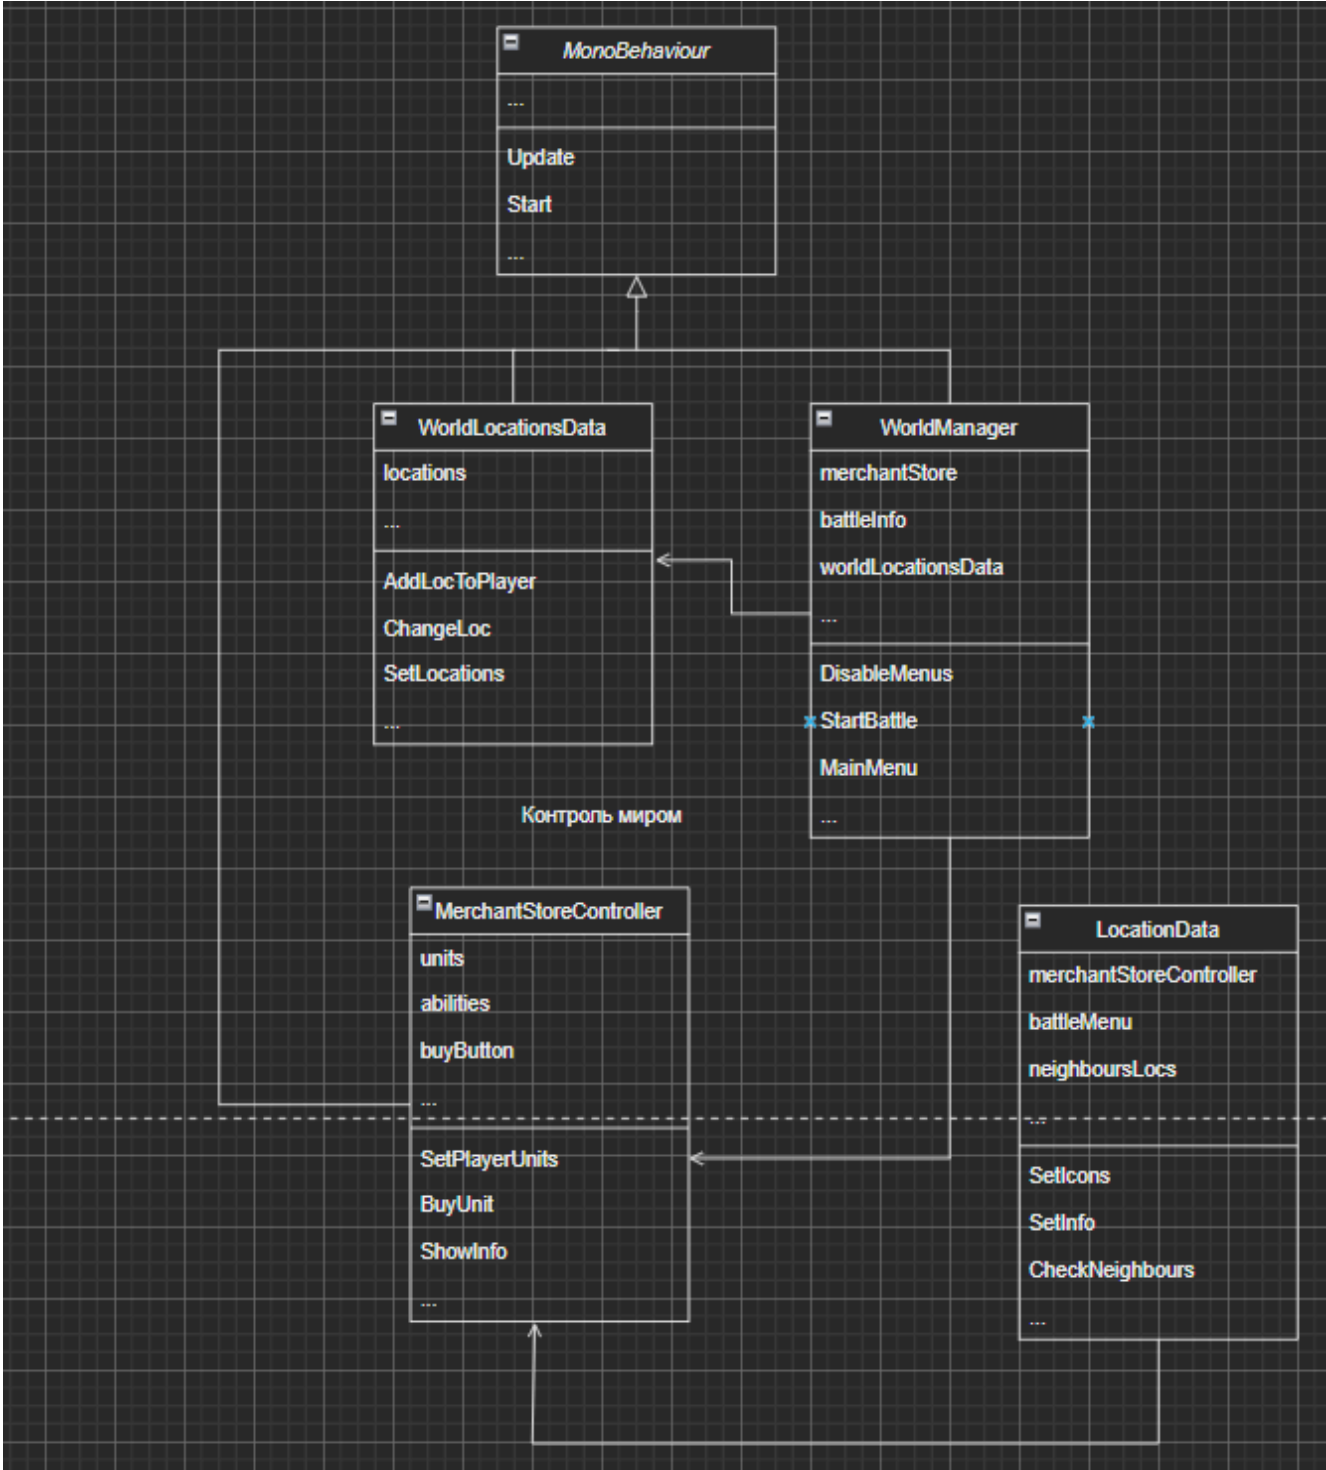 MonoBehaviour
...
Update
Start
...
WorldLocationsData
locations
...
AddLocToPlayer
ChangeLoc
SetLocations
...
WorldManager
merchantStore
battleInfo
worldLocationsData
...
DisableMenus
StartBattle
MainMenu
...
Контроль миром
MerchantStoreController
units
abilities
buyButton
...
SetPlayerUnits
BuyUnit
ShowInfo
...
LocationData
merchantStoreController
battleMenu
neighboursLocs
...
SetIcons
SetInfo
CheckNeighbours
...